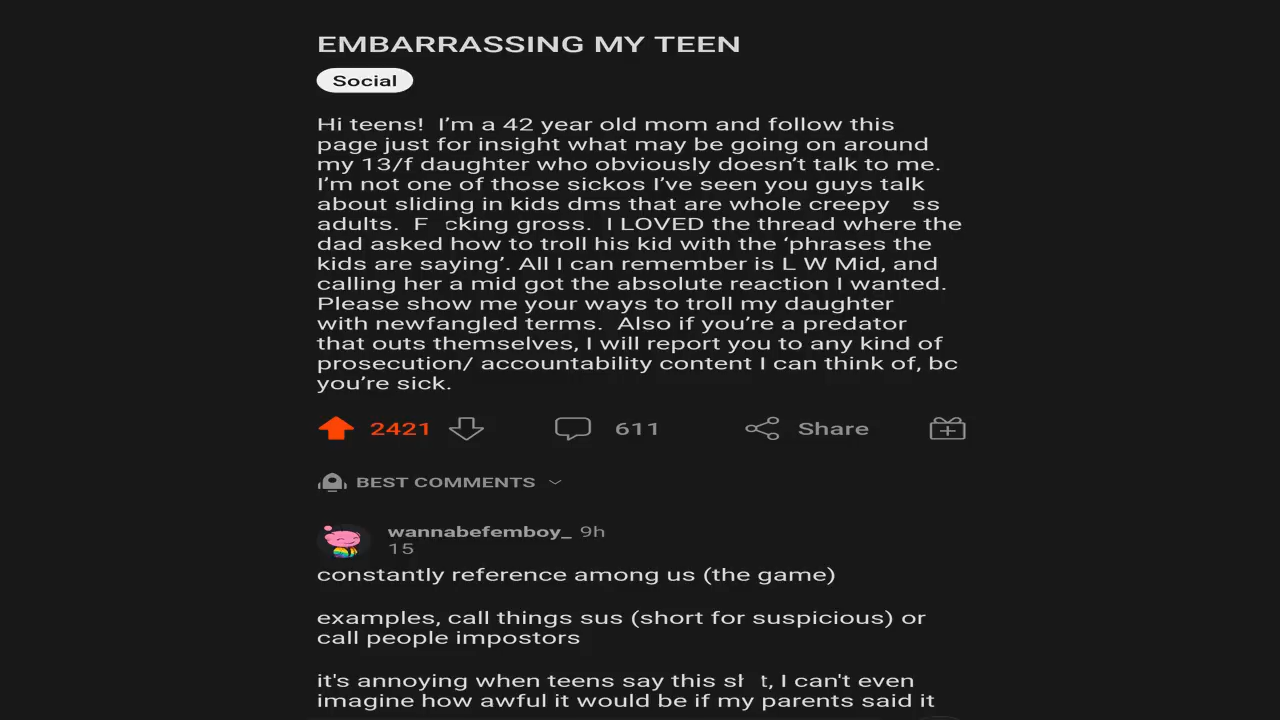 EMBARRASSING MY TEEN
Social
Hi teens! I'm a 42 year old mom and follow this
page just for insight what may be going on around
my 13/f daughter who obviously doesn't talk to me.
I'm not one of those sickos I've seen you guys talk
about sliding in kids dms that are whole creepy ss
adults. F cking gross. I LOVED the thread where the
dad asked how to troll his kid with the 'phrases the
kids are saying'. All I can remember is L W Mid, and
calling her a mid got the absolute reaction I wanted.
Please show me your ways to troll my daughter
with newfangled terms. Also if you're a predator
that outs themselves, I will report you to any kind of
prosecution/ accountability content I can think of, bc
you're sick.
2421 611 Share
BEST COMMENTS
wannabefemboy_ 9h
15
constantly reference among us (the game)
examples, call things sus (short for suspicious) or
call people impostors
it's annoying when teens say this sh t, I can't even
imagine how awful it would be if my parents said it